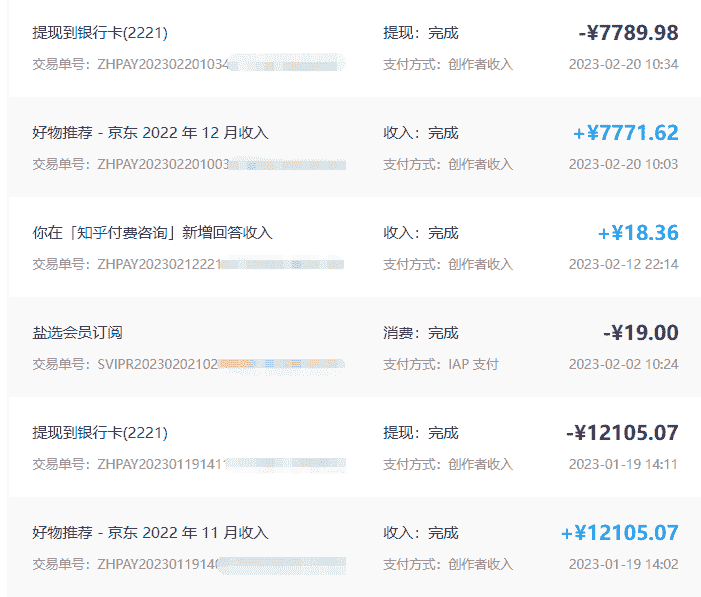 提现到银行卡(2221) 提现：完成 -¥7789.98
交易单号：ZHPAY202302201034 支付方式：创作者收入 2023-02-20 10:34
好物推荐 - 京东 2022 年 12 月收入 收入：完成 +¥7771.62
交易单号：ZHPAY202302201003 支付方式：创作者收入 2023-02-20 10:03
你在「知乎付费咨询」新增回答收入 收入：完成 +¥18.36
交易单号：ZHPAY20230212221 支付方式：创作者收入 2023-02-12 22:14
盐选会员订阅 消费：完成 -¥19.00
交易单号：SVIPR20230202102 支付方式：IAP 支付 2023-02-02 10:24
提现到银行卡(2221) 提现：完成 -¥12105.07
交易单号：ZHPAY202301191411 支付方式：创作者收入 2023-01-19 14:11
好物推荐 - 京东 2022 年 11 月收入 收入：完成 +¥12105.07
交易单号：ZHPAY20230119140 支付方式：创作者收入 2023-01-19 14:02